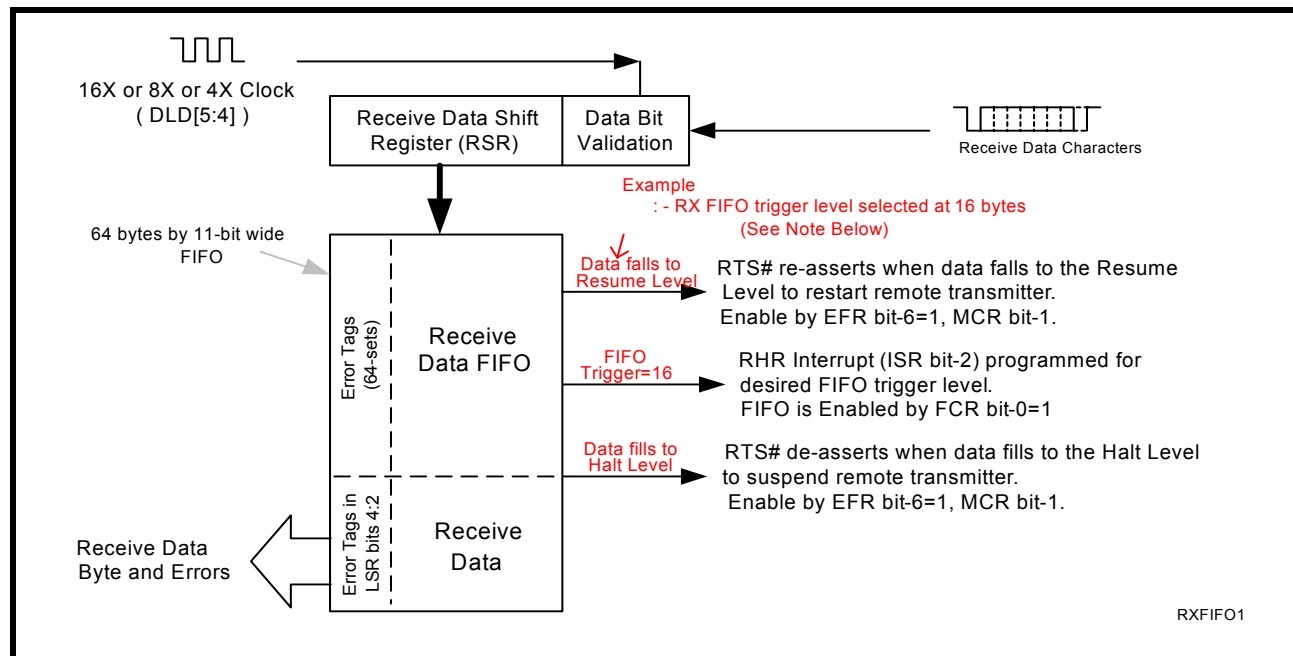 16X or 8X or 4X Clock
( DLD[5:4] )
Receive Data Shift
Register (RSR)
Data Bit
Validation
Receive Data Characters
Example
: - RX FIFO trigger level selected at 16 bytes
(See Note Below)
64 bytes by 11-bit wide
FIFO
Data falls to
Resume Level
RTS# re-asserts when data falls to the Resume
Level to restart remote transmitter.
Enable by EFR bit-6=1, MCR bit-1.
Error Tags
(64-sets)
Receive
Data FIFO
FIFO
Trigger=16
RHR Interrupt (ISR bit-2) programmed for
desired FIFO trigger level.
FIFO is Enabled by FCR bit-0=1
Data fills to
Halt Level
RTS# de-asserts when data fills to the Halt Level
to suspend remote transmitter.
Enable by EFR bit-6=1, MCR bit-1.
Receive Data
Byte and Errors
Error Tags in
LSR bits 4:2
Receive
Data
RXFIFO1